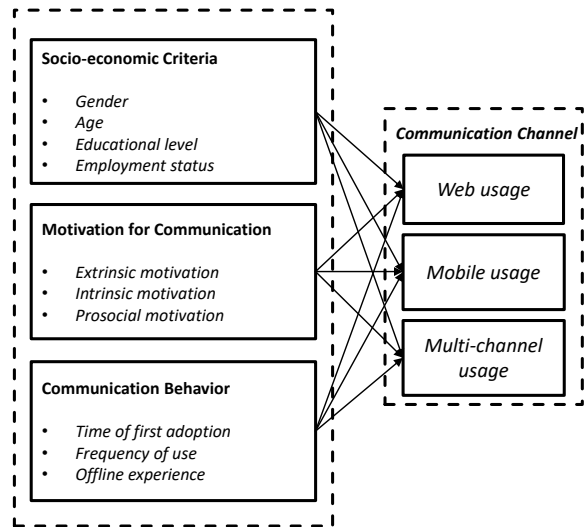 Socio-economic Criteria
• Gender
• Age
• Educational level
• Employment status
Motivation for Communication
• Extrinsic motivation
• Intrinsic motivation
• Prosocial motivation
Communication Behavior
• Time of first adoption
• Frequency of use
• Offline experience
Communication Channel
Web usage
Mobile usage
Multi-channel
usage